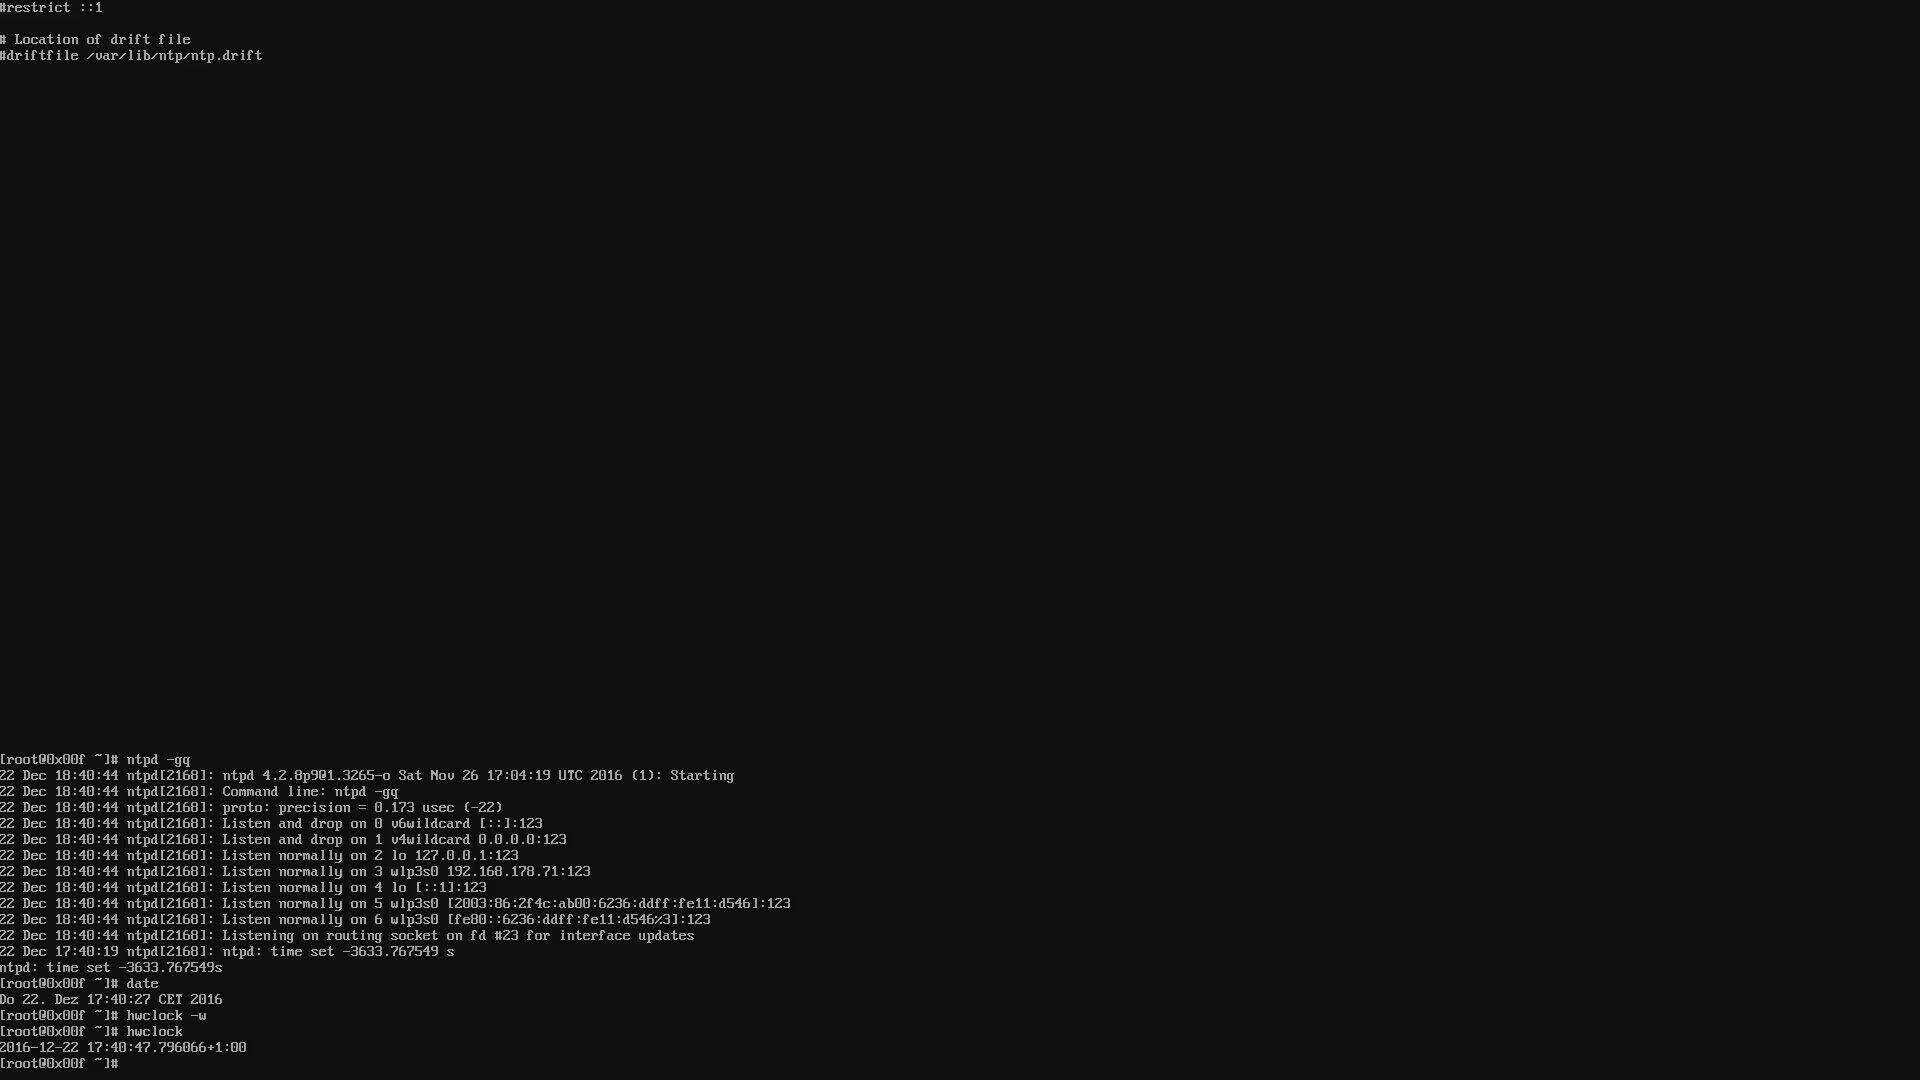 #restrict ::1
# Location of drift file
#driftfile /var/lib/ntp/ntp.drift
[root@0x00f ~]# ntpd -gq
22 Dec 18:40:44 ntpd[2168]: ntpd 4.2.8p9@1.3265-o Sat Nov 26 17:04:19 UTC 2016 (1): Starting
22 Dec 18:40:44 ntpd[2168]: Command line: ntpd -gq
22 Dec 18:40:44 ntpd[2168]: proto: precision = 0.173 usec (-22)
22 Dec 18:40:44 ntpd[2168]: Listen and drop on 0 v6wildcard [::]:123
22 Dec 18:40:44 ntpd[2168]: Listen and drop on 1 v4wildcard 0.0.0.0:123
22 Dec 18:40:44 ntpd[2168]: Listen normally on 2 lo 127.0.0.1:123
22 Dec 18:40:44 ntpd[2168]: Listen normally on 3 wlp3s0 192.168.178.71:123
22 Dec 18:40:44 ntpd[2168]: Listen normally on 4 lo [::1]:123
22 Dec 18:40:44 ntpd[2168]: Listen normally on 5 wlp3s0 [2003:86:2f4c:ab00:6236:ddff:fe11:d546]:123
22 Dec 18:40:44 ntpd[2168]: Listen normally on 6 wlp3s0 [fe80::6236:ddff:fe11:d546%3]:123
22 Dec 18:40:44 ntpd[2168]: Listening on routing socket on fd #23 for interface updates
22 Dec 17:40:19 ntpd[2168]: ntpd: time set -3633.767549 s
ntpd: time set -3633.767549s
[root@0x00f ~]# date
Do 22. Dez 17:40:27 CET 2016
[root@0x00f ~]# hwclock -w
[root@0x00f ~]# hwclock
2016-12-22 17:40:47.796066+1:00
[root@0x00f ~]#